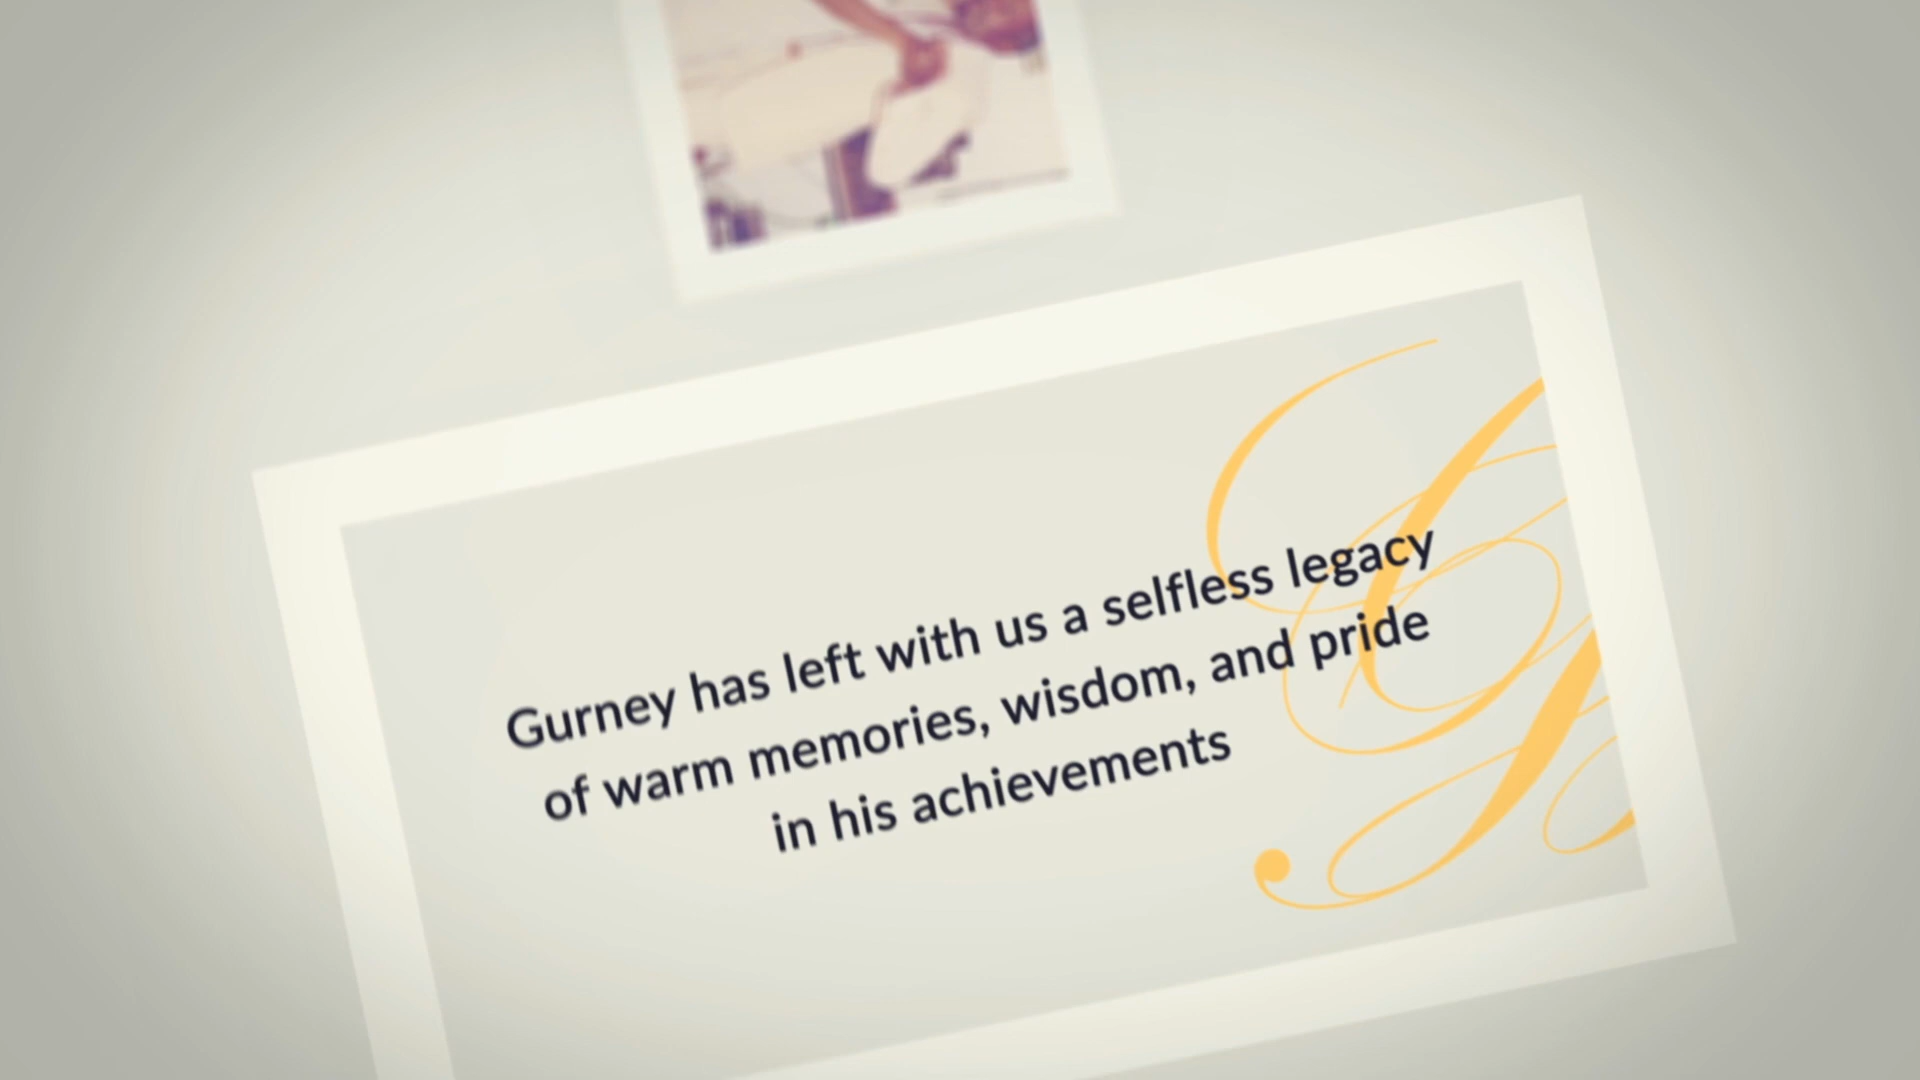 Gurney has left with us a selfless legacy
of warm memories, wisdom, and pride
in his achievements